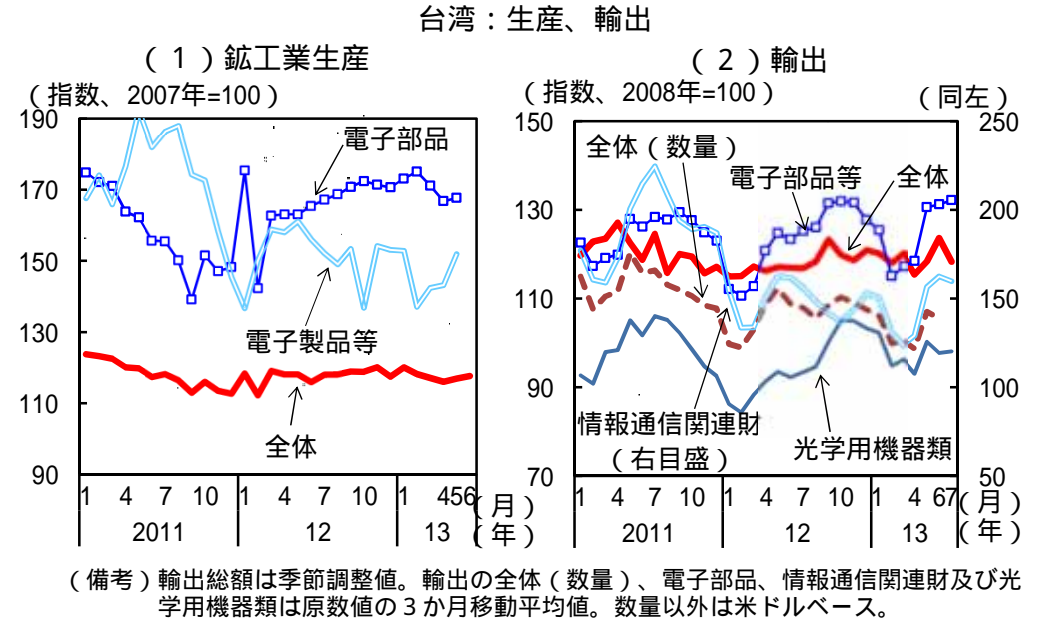 台湾：生産、輸出
（１）鉱工業生産
（指数、2007年=100）
190
170
150
130
110
90
電子部品
電子製品等
全体
1 4 7 10 1 4 7 10 1 456 （月）
2011 12 13 （年）
（２）輸出
（指数、2008年=100）
（同左）
150
130
110
90
70
250
200
150
100
50
全体（数量）
電子部品等
全体
情報通信関連財
（右目盛）
光学用機器類
1 4 7 10 1 4 7 10 1 4 67 （月）
2011 12 13 （年）
（備考）輸出総額は季節調整値。輸出の全体（数量）、電子部品、情報通信関連財及び光
学用機器類は原数値の３か月移動平均値。数量以外は米ドルベース。